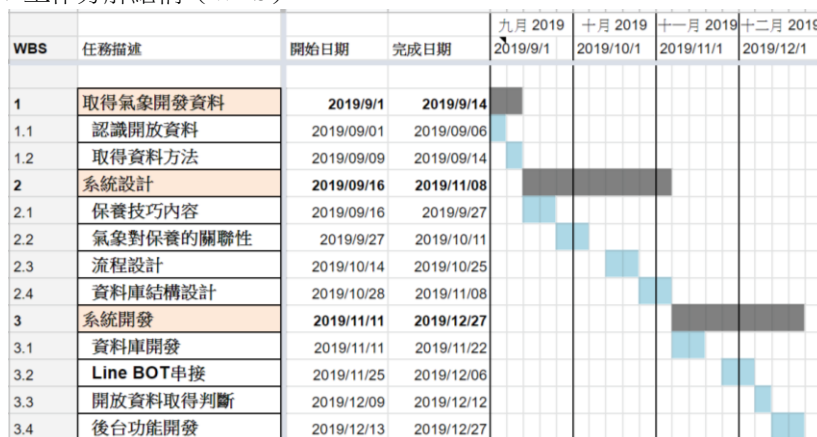 工作分解結構（WBS）
九月 2019 十月 2019 十一月 2019 十二月 2019
WBS 任務描述 開始日期 完成日期 2019/9/1 2019/10/1 2019/11/1 2019/12/1
1 取得氣象開發資料 2019/9/1 2019/9/14
1.1 認識開放資料 2019/09/01 2019/09/06
1.2 取得資料方法 2019/09/09 2019/09/14
2 系統設計 2019/09/16 2019/11/08
2.1 保養技巧內容 2019/09/16 2019/9/27
2.2 氣象對保養的關聯性 2019/9/27 2019/10/11
2.3 流程設計 2019/10/14 2019/10/25
2.4 資料庫結構設計 2019/10/28 2019/11/08
3 系統開發 2019/11/11 2019/12/27
3.1 資料庫開發 2019/11/11 2019/11/22
3.2 Line BOT串接 2019/11/25 2019/12/06
3.3 開放資料取得判斷 2019/12/09 2019/12/12
3.4 後台功能開發 2019/12/13 2019/12/27